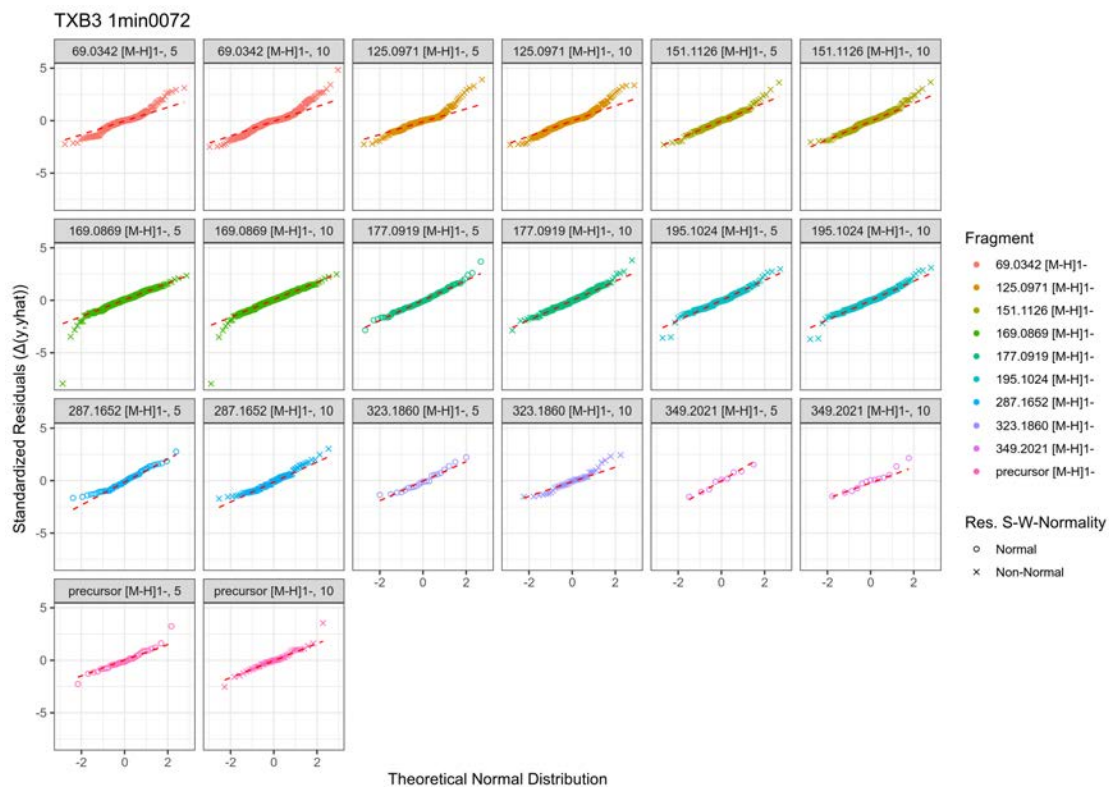 TXB3 1min0072
69.0342 [M-H]1-, 5
69.0342 [M-H]1-, 10
125.0971 [M-H]1-, 5
125.0971 [M-H]1-, 10
151.1126 [M-H]1-, 5
151.1126 [M-H]1-, 10
5
0
-5
169.0869 [M-H]1-, 5
169.0869 [M-H]1-, 10
177.0919 [M-H]1-, 5
177.0919 [M-H]1-, 10
195.1024 [M-H]1-, 5
195.1024 [M-H]1-, 10
5
0
-5
287.1652 [M-H]1-, 5
287.1652 [M-H]1-, 10
323.1860 [M-H]1-, 5
323.1860 [M-H]1-, 10
349.2021 [M-H]1-, 5
349.2021 [M-H]1-, 10
5
0
-5
-2 0 2
-2 0 2
-2 0 2
-2 0 2
precursor [M-H]1-, 5
precursor [M-H]1-, 10
5
0
-5
-2 0 2
-2 0 2
Standardized Residuals (Δ(y,yhat))
Theoretical Normal Distribution
Fragment
69.0342 [M-H]1-
125.0971 [M-H]1-
151.1126 [M-H]1-
169.0869 [M-H]1-
177.0919 [M-H]1-
195.1024 [M-H]1-
287.1652 [M-H]1-
323.1860 [M-H]1-
349.2021 [M-H]1-
precursor [M-H]1-
Res. S-W-Normality
Normal
Non-Normal